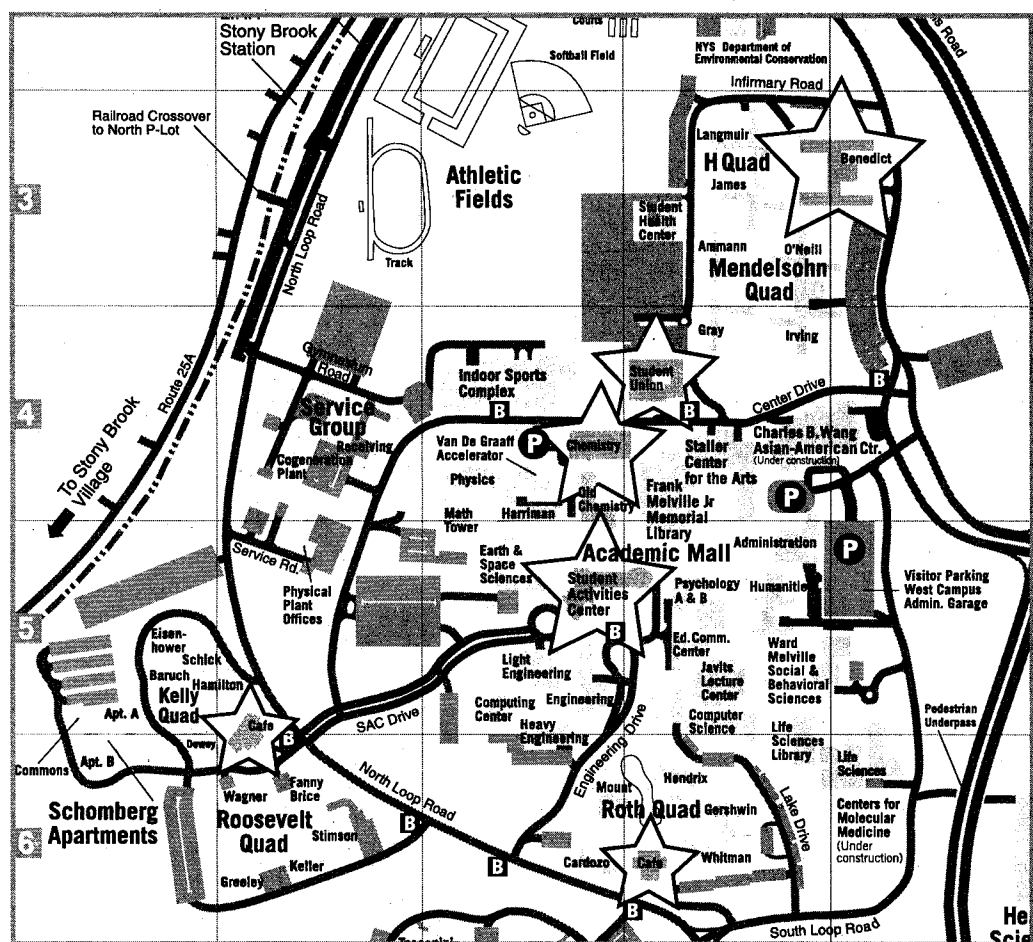 Stony Brook
Station
Courts
Softball Field
NYS Department of
Environmental Conservation
Road
Infirmary Road
Railroad Crossover
to North P-Lot
Langmuir
H Quad
James
Benedict
Athletic
Fields
3
Student
Health
Center
North Loop Road
Track
Ammann
O'Neill
Mendelsohn
Quad
Gray
Irving
Route 25A
Gymnasium
Road
Indoor Sports
Complex
Student
Union
B
Center Drive
4
Service
Group
Receiving
Cogeneration
Plant
B
B
Van De Graaff
Accelerator
P
Chemistry
Staller
Center
for the Arts
Charles B. Wang
Asian-American Ctr.
(Under construction)
To Stony Brook
Village
Physics
Old
Chemistry
Frank
Melville Jr
Memorial
Library
P
Math
Tower
Harriman
Academic Mall
Administration
P
Service Rd.
Earth &
Space
Sciences
Student
Activities
Center
Psychology
A & B
Humanities
Visitor Parking
West Campus
Admin. Garage
Physical
Plant
Offices
5
Eisen-
hower
Schick
Baruch
Hamilton
Kelly
Quad
B
Light
Engineering
Ed. Comm.
Center
Javits
Lecture
Center
Ward
Melville
Social &
Behavioral
Sciences
Apt. A
Cafe
Dewey
B
SAC Drive
Computing
Center
Engineering
Heavy
Engineering
Computer
Science
Life
Sciences
Library
Pedestrian
Underpass
Commons
Apt. B
Wagner
Fanny
Brice
North Loop Road
Engineering Drive
Mount
Hendrix
Life
Sciences
Schomberg
Apartments
Roosevelt
Quad
Stimson
B
Roth Quad
Gershwin
Lake Drive
Centers for
Molecular
Medicine
(Under
construction)
6
Keller
Greeley
B
Cardozo
Cafe
Whitman
B
South Loop Road